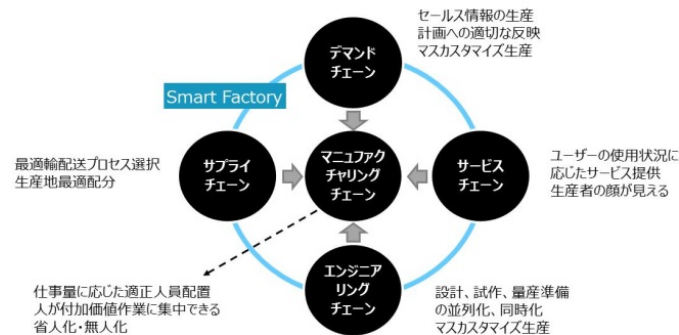 セールス情報の生産
計画への適切な反映
マスカスタマイズ生産
デマンド
チェーン
Smart Factory
最適輸配送プロセス選択
生産地最適配分
サプライ
チェーン
マニュファク
チャリング
チェーン
サービス
チェーン
ユーザーの使用状況に
応じたサービス提供
生産者の顔が見える
仕事量に応じた適正人員配置
人が付加価値作業に集中できる
省人化・無人化
エンジニア
リング
チェーン
設計、試作、量産準備
の並列化、同時化
マスカスタマイズ生産